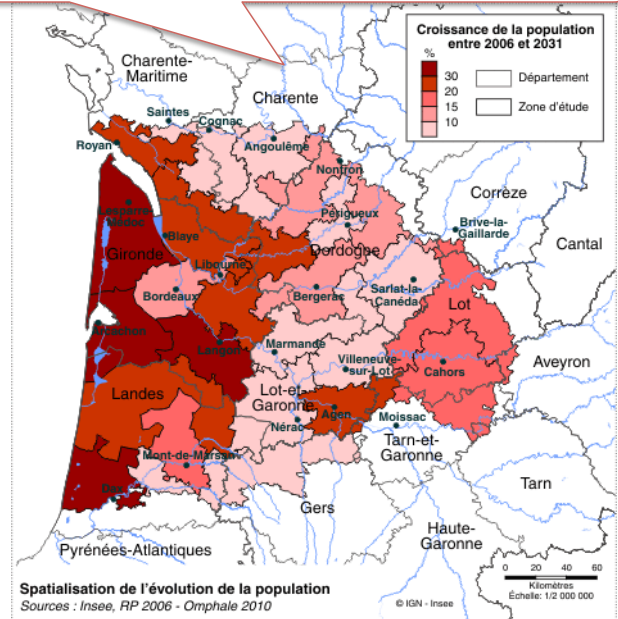 Croissance de la population
entre 2006 et 2031
%
30
20
15
10
Département
Zone d'étude
Charente-
Maritime
Charente
Saintes
Cognac
Angoulême
Royan
Nontron
Correze
Périgueux
Lesparre-
Médoc
Brive-la-
Gaillarde
Blaye
Gironde
Dordogne
Cantal
Libourne
Bordeaux
Bergerac
Sarlat-la-
Canéda
Lot
Arcachon
Langon
Marmande
Villeneuve-
sur-Lot
Cahors
Aveyron
Landes
Lot-et-
Garonne
Agen
Nérac
Moissac
Tarn-et-
Garonne
Mont-de-Marsan
Dax
Tarn
Gers
Haute-
Garonne
Pyrénées-Atlantiques
0 20 40 60
Kilomètres
Échelle: 1/2 000 000
Spatialisation de l'évolution de la population
Sources : Insee, RP 2006 - Omphale 2010
© IGN - Insee